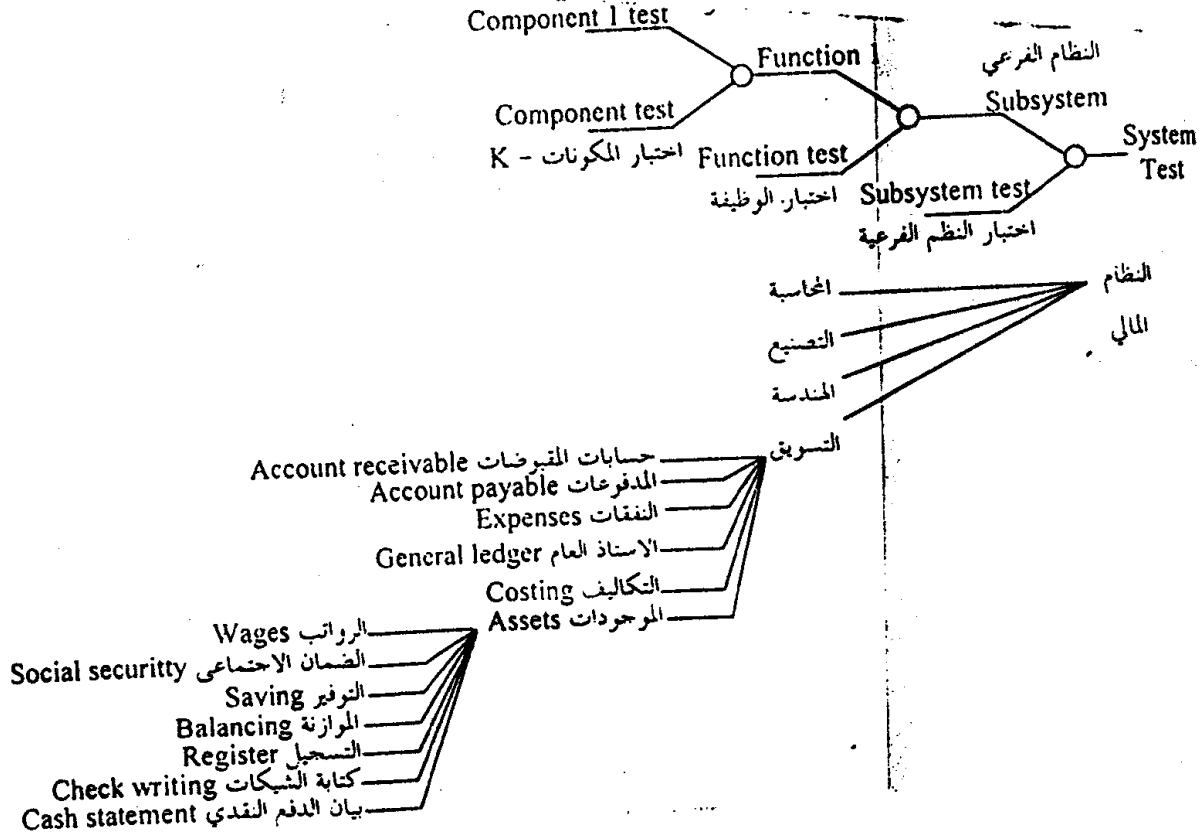 Component 1 test
Function 1
النظام الفرعي
Component test
Subsystem
اختبار المكونات - K
Function test
System
Test
اختبار الوظيفة
Subsystem test
اختبار النظم الفرعية
النظام
المالي
المحاسبة
التصنيع
الهندسة
التسويق
حسابات المقبوضات Account receivable
المدفوعات Account payable
النفقات Expenses
الاستاذ العام General ledger
التكاليف Costing
الموجودات Assets
الرواتب Wages
الضمان الاجتماعى Social securitty
التوفير Saving
الموازنة Balancing
التسجيل Register
كتابة الشيكات Check writing
بيان الدفع النقدي Cash statement